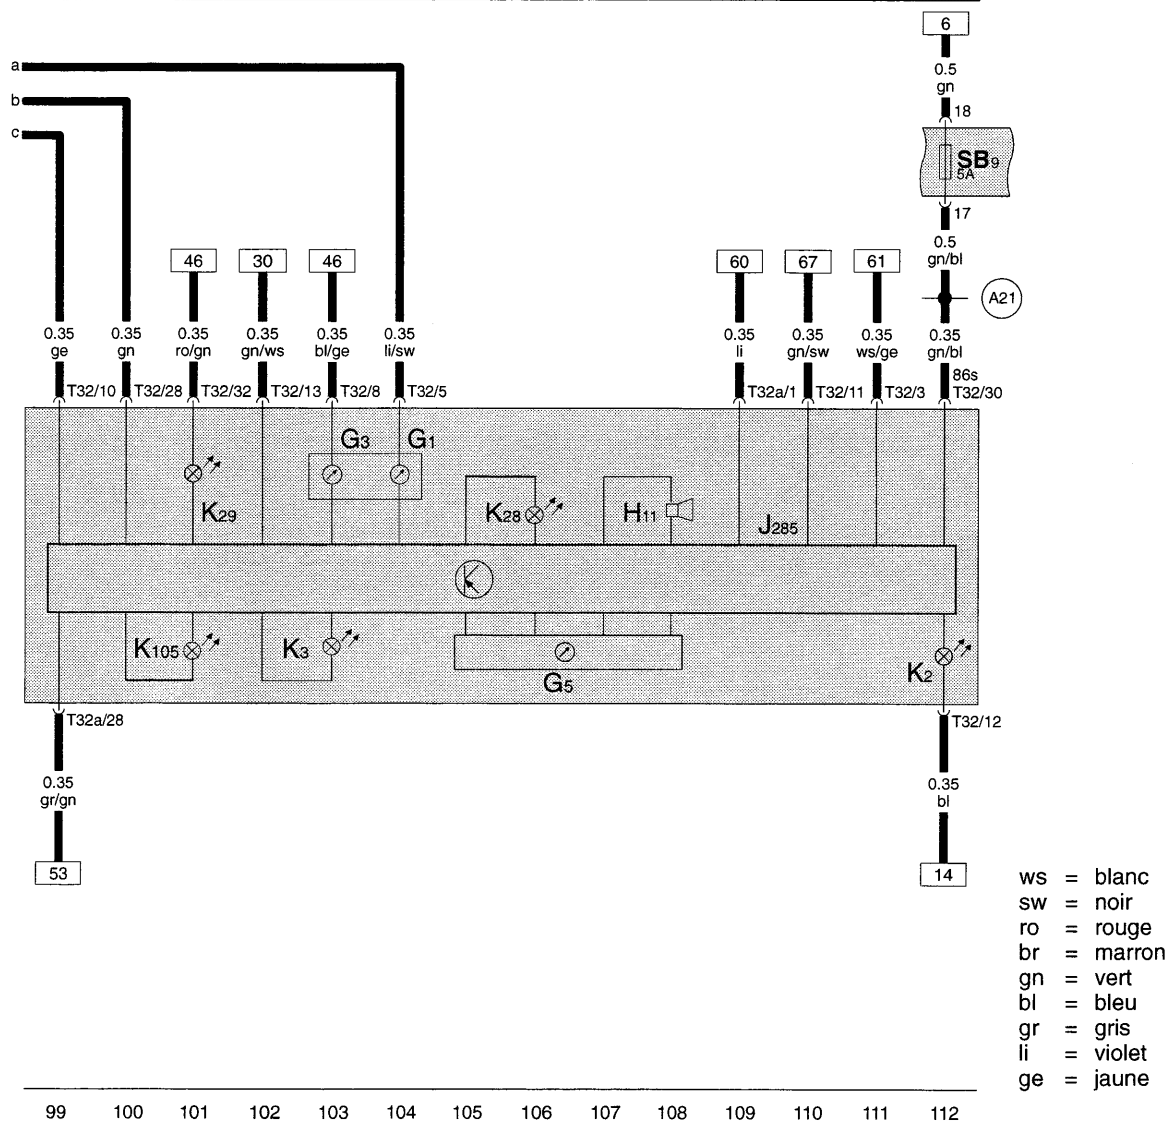 6
a
0.5
gn
b
18
c
SB9
5A
17
0.5
gn/bl
46 30 46 60 67 61
A21
0.35 0.35 0.35 0.35 0.35 0.35 0.35 0.35 0.35 0.35
ge gn ro/gn gn/ws bl/ge li/sw li gn/sw ws/ge gn/bl
86s
T32/10 T32/28 T32/32 T32/13 T32/8 T32/5 T32a/1 T32/11 T32/3 T32/30
G3 G1
K29 K28 H11 J285
K105 K3 G5 K2
T32a/28 T32/12
0.35 0.35
gr/gn bl
53 14
ws = blanc
sw = noir
ro = rouge
br = marron
gn = vert
bl = bleu
gr = gris
li = violet
ge = jaune
99 100 101 102 103 104 105 106 107 108 109 110 111 112